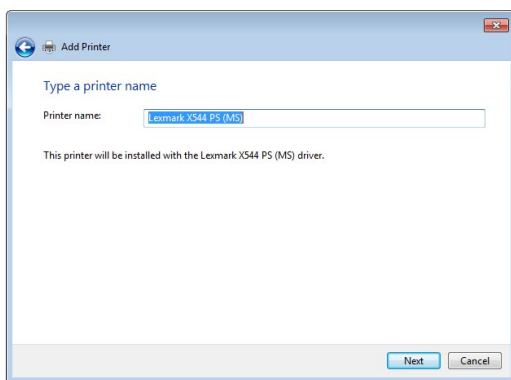 Add Printer
Type a printer name
Printer name: Lexmark X544 PS (MS)
This printer will be installed with the Lexmark X544 PS (MS) driver.
Next Cancel